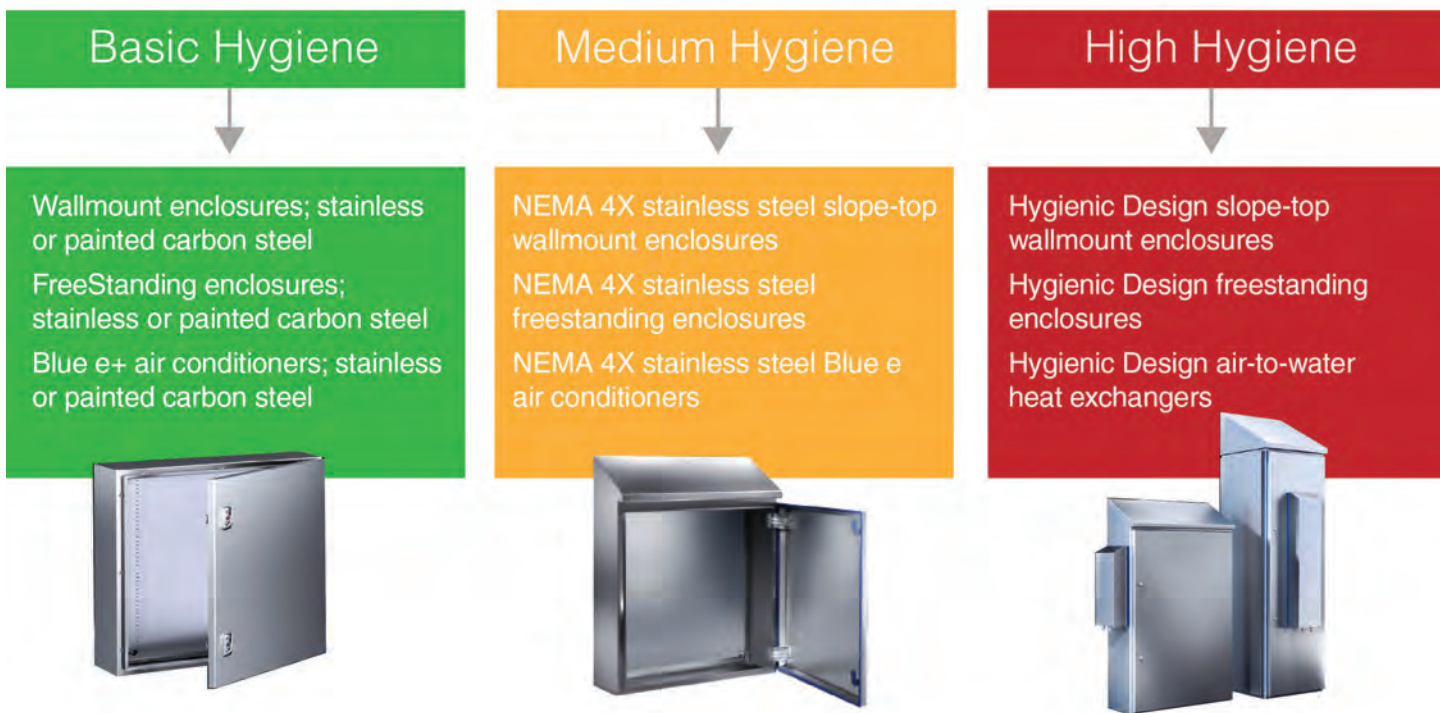 Basic Hygiene
Wallmount enclosures; stainless
or painted carbon steel
FreeStanding enclosures;
stainless or painted carbon steel
Blue e+ air conditioners; stainless
or painted carbon steel
Medium Hygiene
NEMA 4X stainless steel slope-top
wallmount enclosures
NEMA 4X stainless steel
freestanding enclosures
NEMA 4X stainless steel Blue e
air conditioners
High Hygiene
Hygienic Design slope-top
wallmount enclosures
Hygienic Design freestanding
enclosures
Hygienic Design air-to-water
heat exchangers